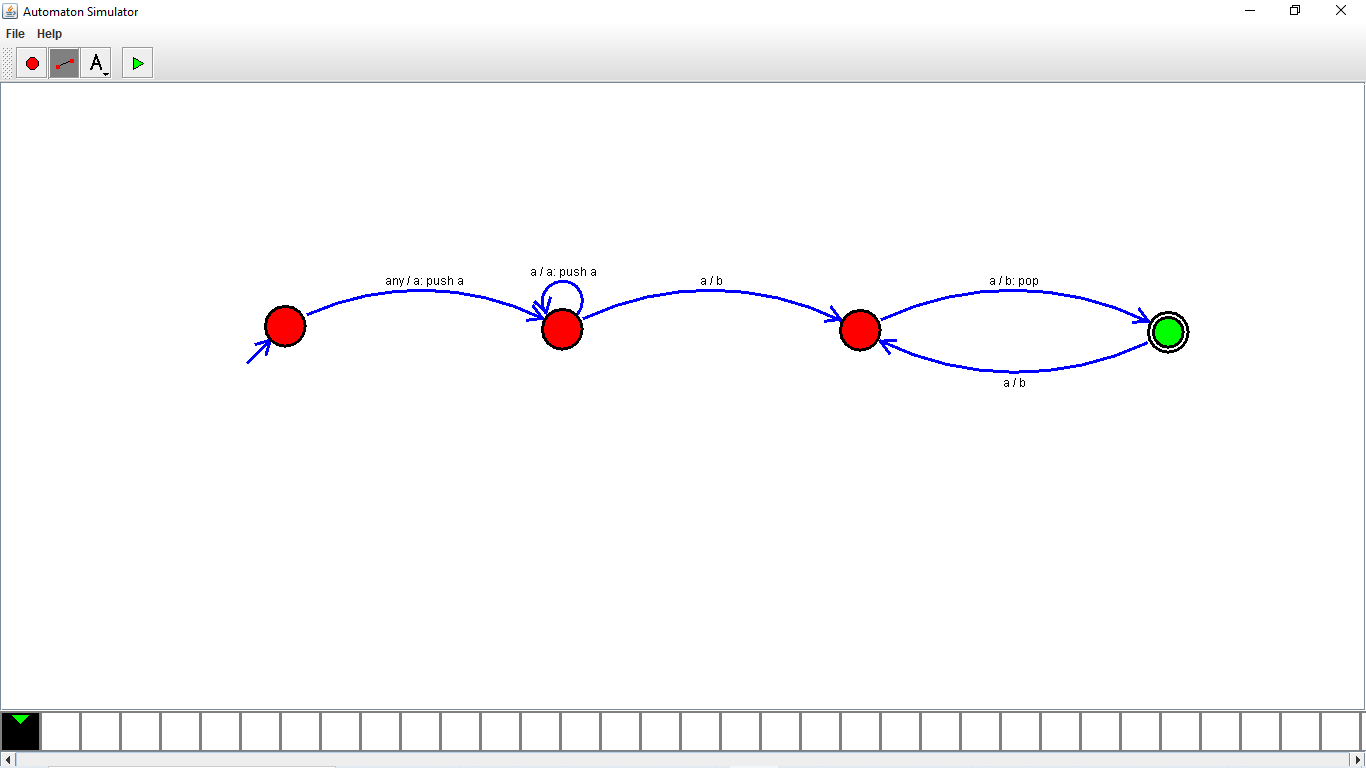 Automaton Simulator
File Help
A
a / a: push a
any / a: push a
a / b
a / b: pop
a / b